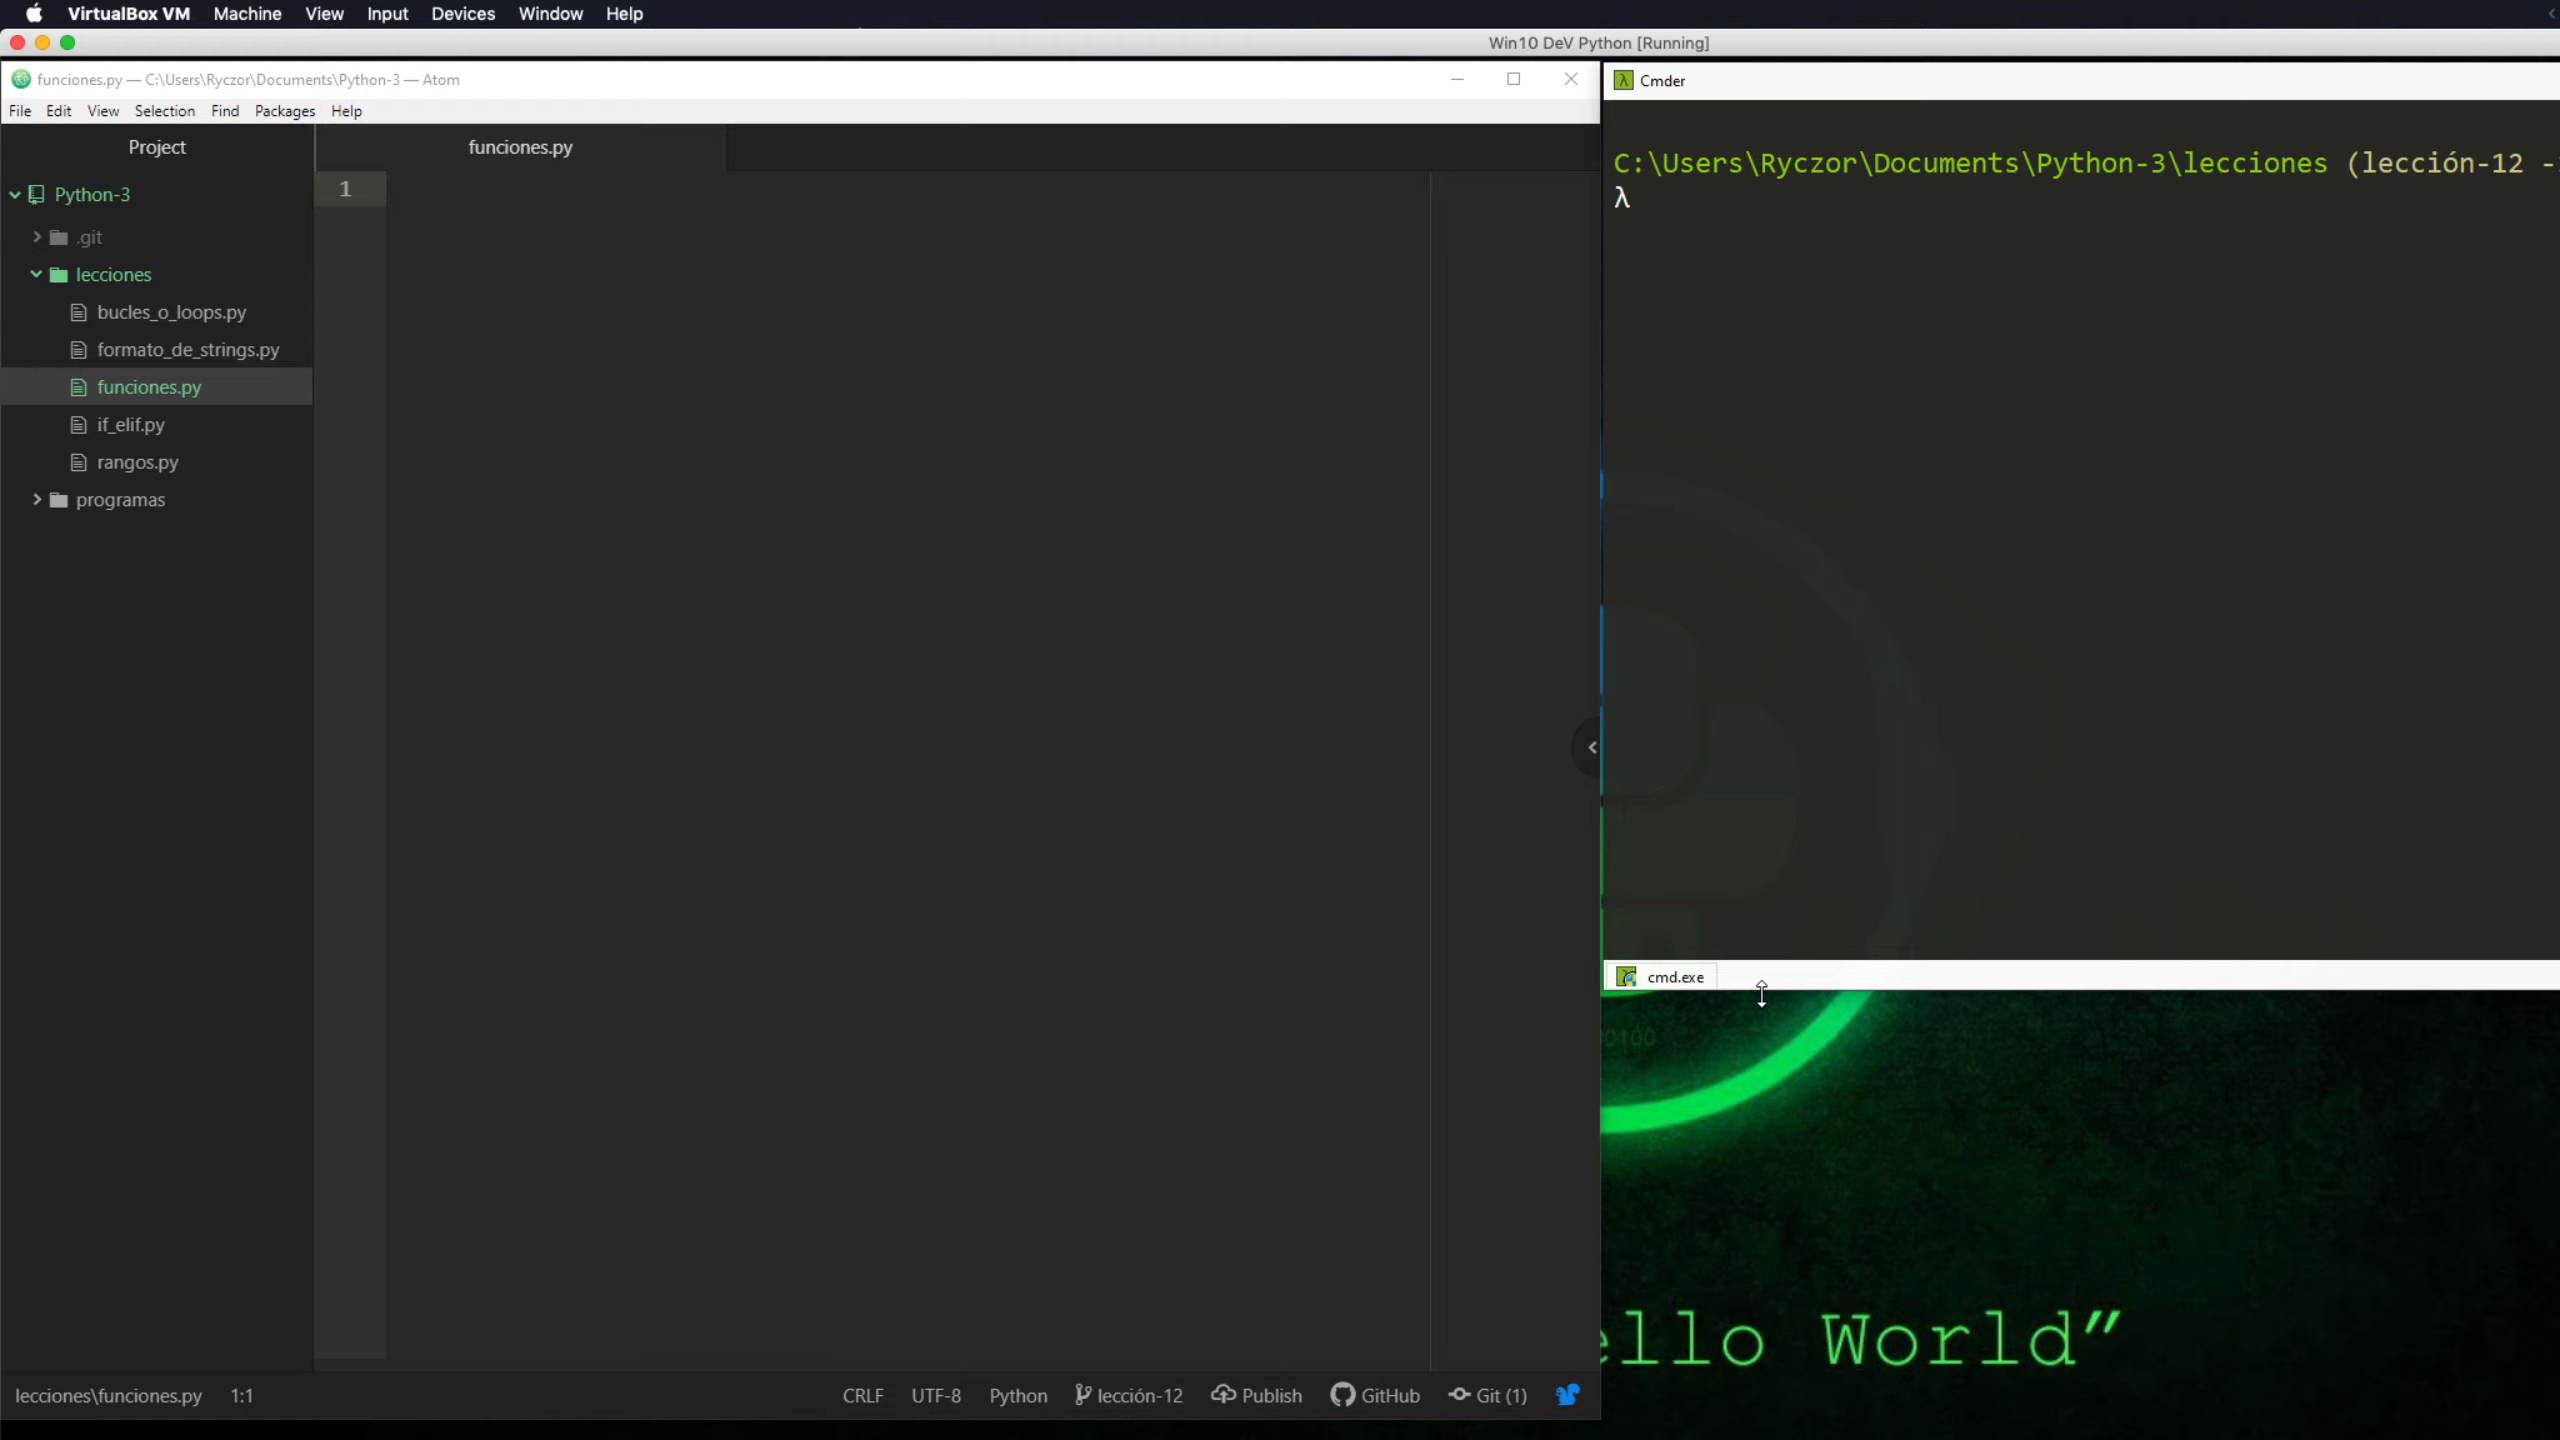 VirtualBox VM Machine View Input Devices Window Help
Win10 DeV Python [Running]
funciones.py — C:\Users\Ryczor\Documents\Python-3 — Atom
File Edit View Selection Find Packages Help
Project
funciones.py
Python-3
.git
lecciones
bucles_o_loops.py
formato_de_strings.py
funciones.py
if_elif.py
rangos.py
programas
1
lecciones\funciones.py 1:1
CRLF UTF-8 Python lección-12 Publish GitHub Git (1)
Cmder
C:\Users\Ryczor\Documents\Python-3\lecciones (lección-12 -
λ
cmd.exe
ello World”